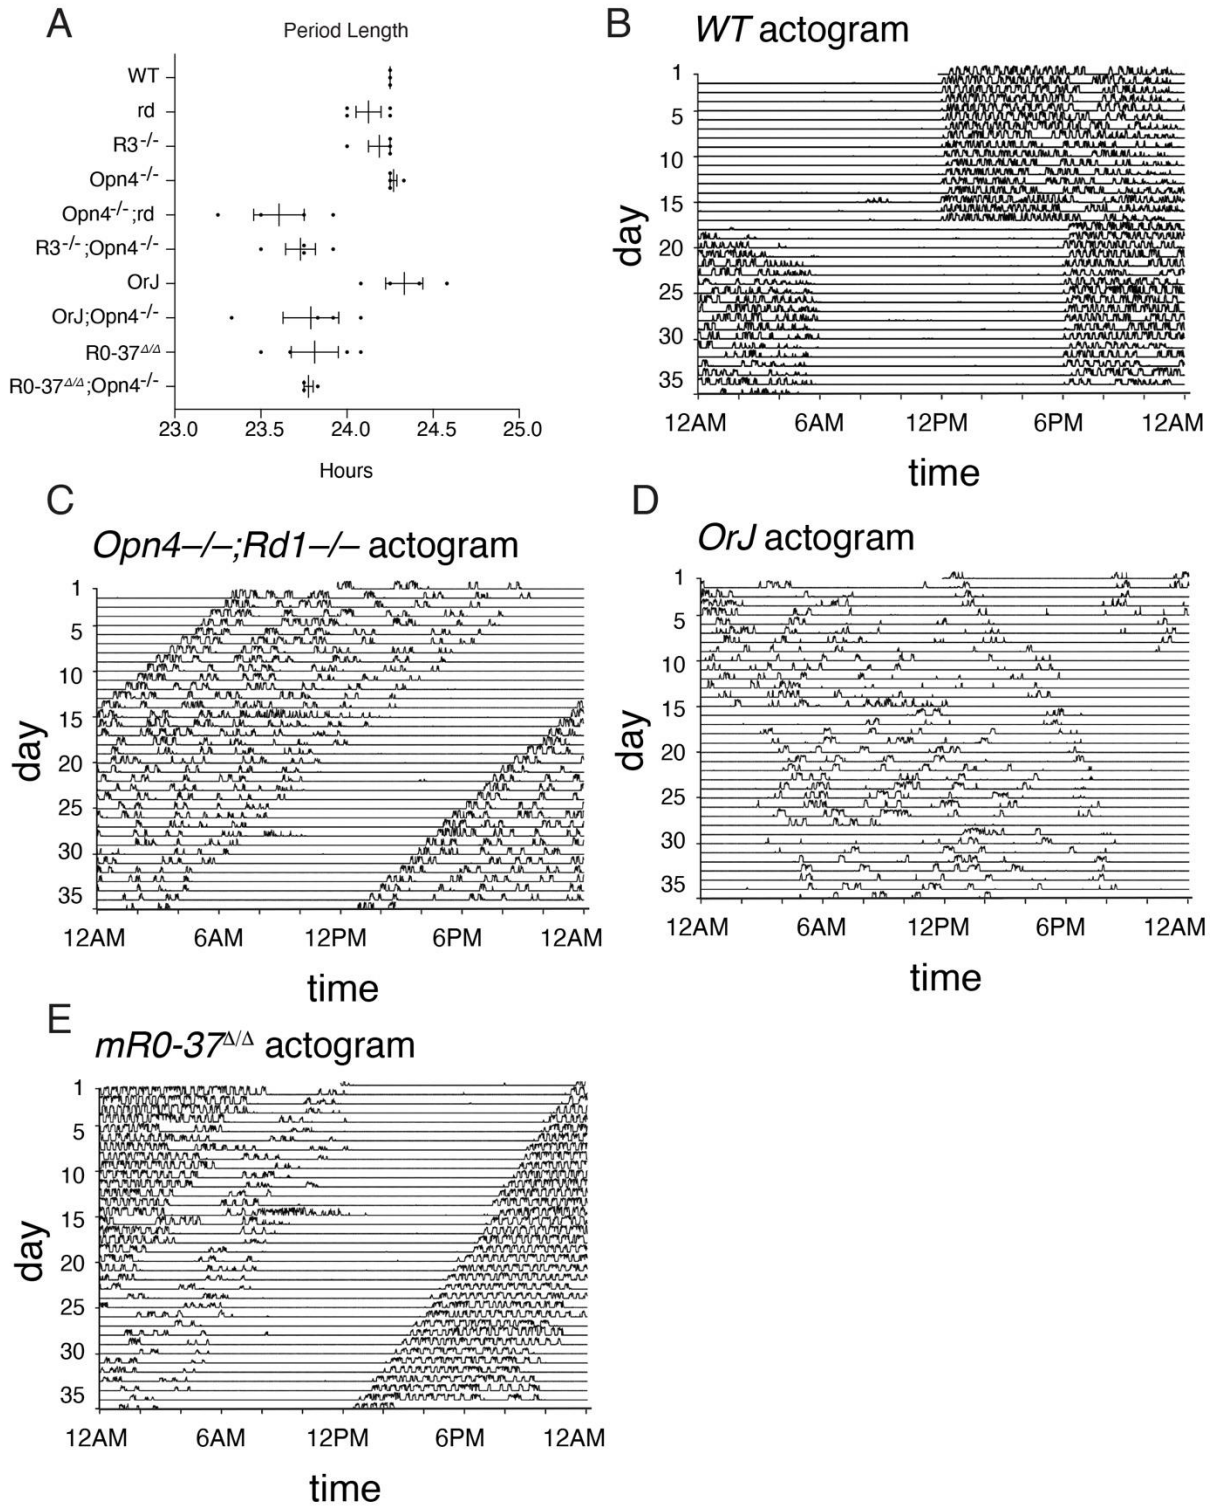 A
Period Length
WT
rd
R3-/-
Opn4-/-
Opn4-/-;rd
R3-/-;Opn4-/-
OrJ
OrJ;Opn4-/-
R0-37Δ/Δ
R0-37Δ/Δ;Opn4-/-
23.0 23.5 24.0 24.5 25.0
Hours
B
WT actogram
1
5
10
15
20
25
30
35
day
12AM 6AM 12PM 6PM 12AM
time
C
Opn4–/–;Rd1–/– actogram
1
5
10
15
20
25
30
35
day
12AM 6AM 12PM 6PM 12AM
time
D
OrJ actogram
1
5
10
15
20
25
30
35
day
12AM 6AM 12PM 6PM 12AM
time
E
mR0-37Δ/Δ actogram
1
5
10
15
20
25
30
35
day
12AM 6AM 12PM 6PM 12AM
time